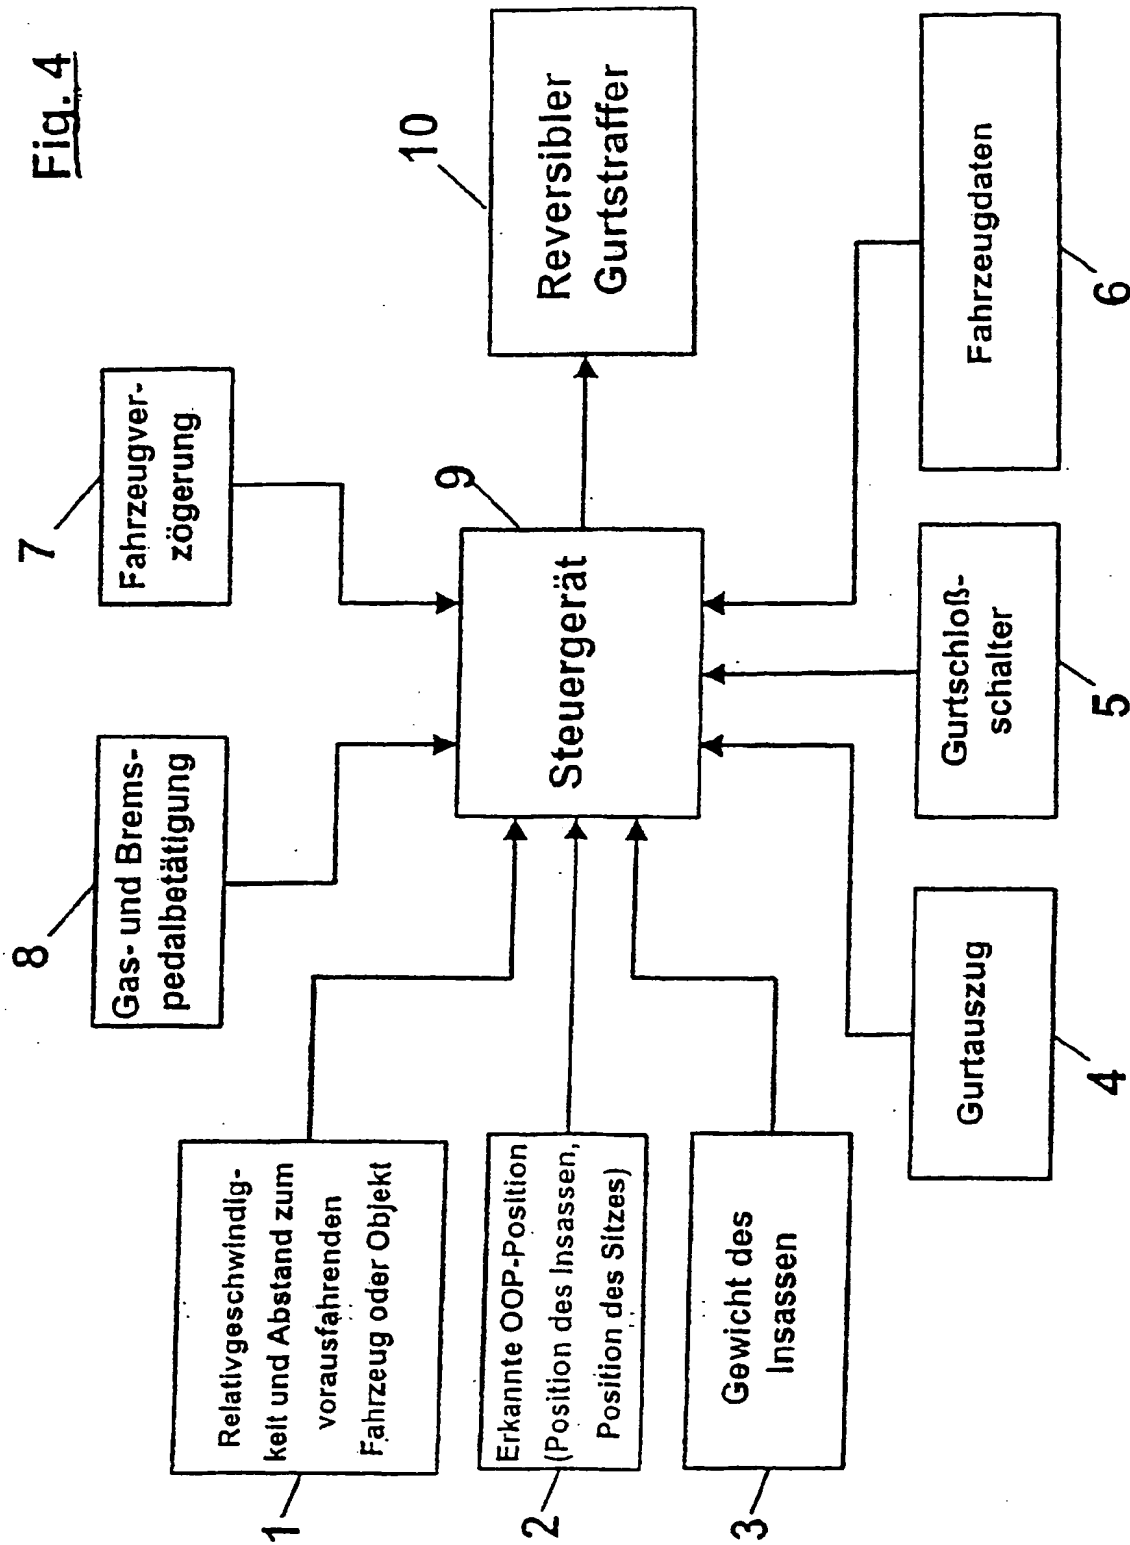 Fig. 4
7
Fahrzeugver-
zögerung
8
Gas- und Brems-
pedalbetätigung
10
Reversibler
Gurtstraffer
9
Steuergerät
1
Relativgeschwindig-
keit und Abstand zum
vorausfahrenden
Fahrzeug oder Objekt
2
Erkannte OOP-Position
(Position des Insassen,
Position des Sitzes)
3
Gewicht des
Insassen
4
Gurtauszug
5
Gurtschloß-
schalter
6
Fahrzeugdaten